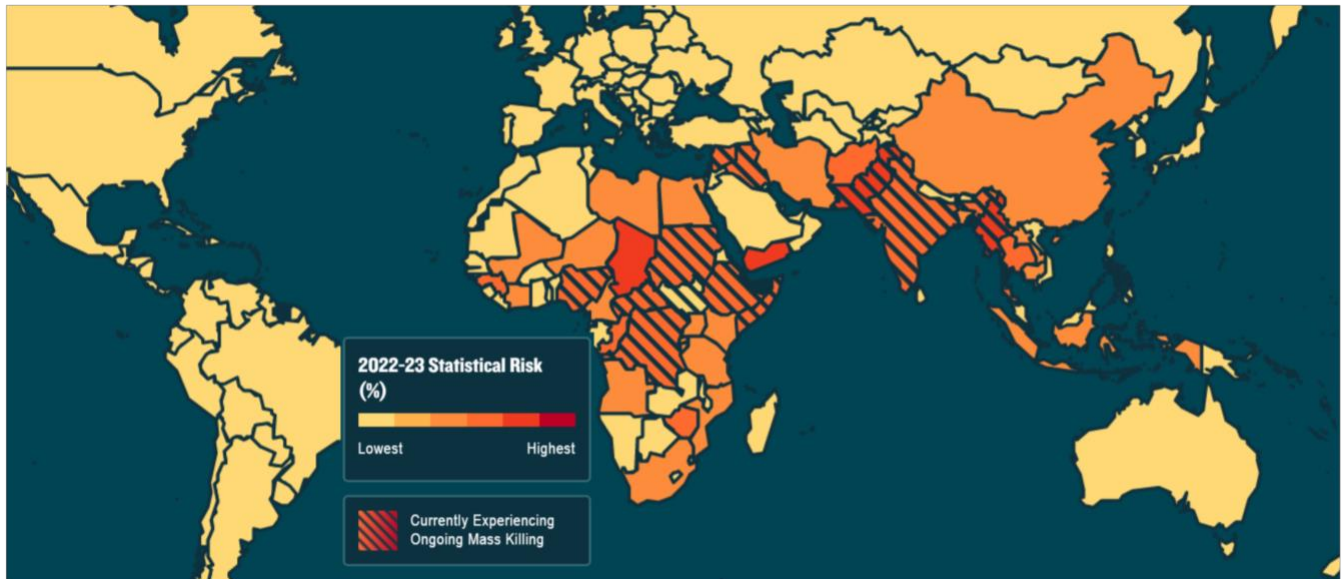 2022-23 Statistical Risk
(%)
Lowest Highest
Currently Experiencing
Ongoing Mass Killing